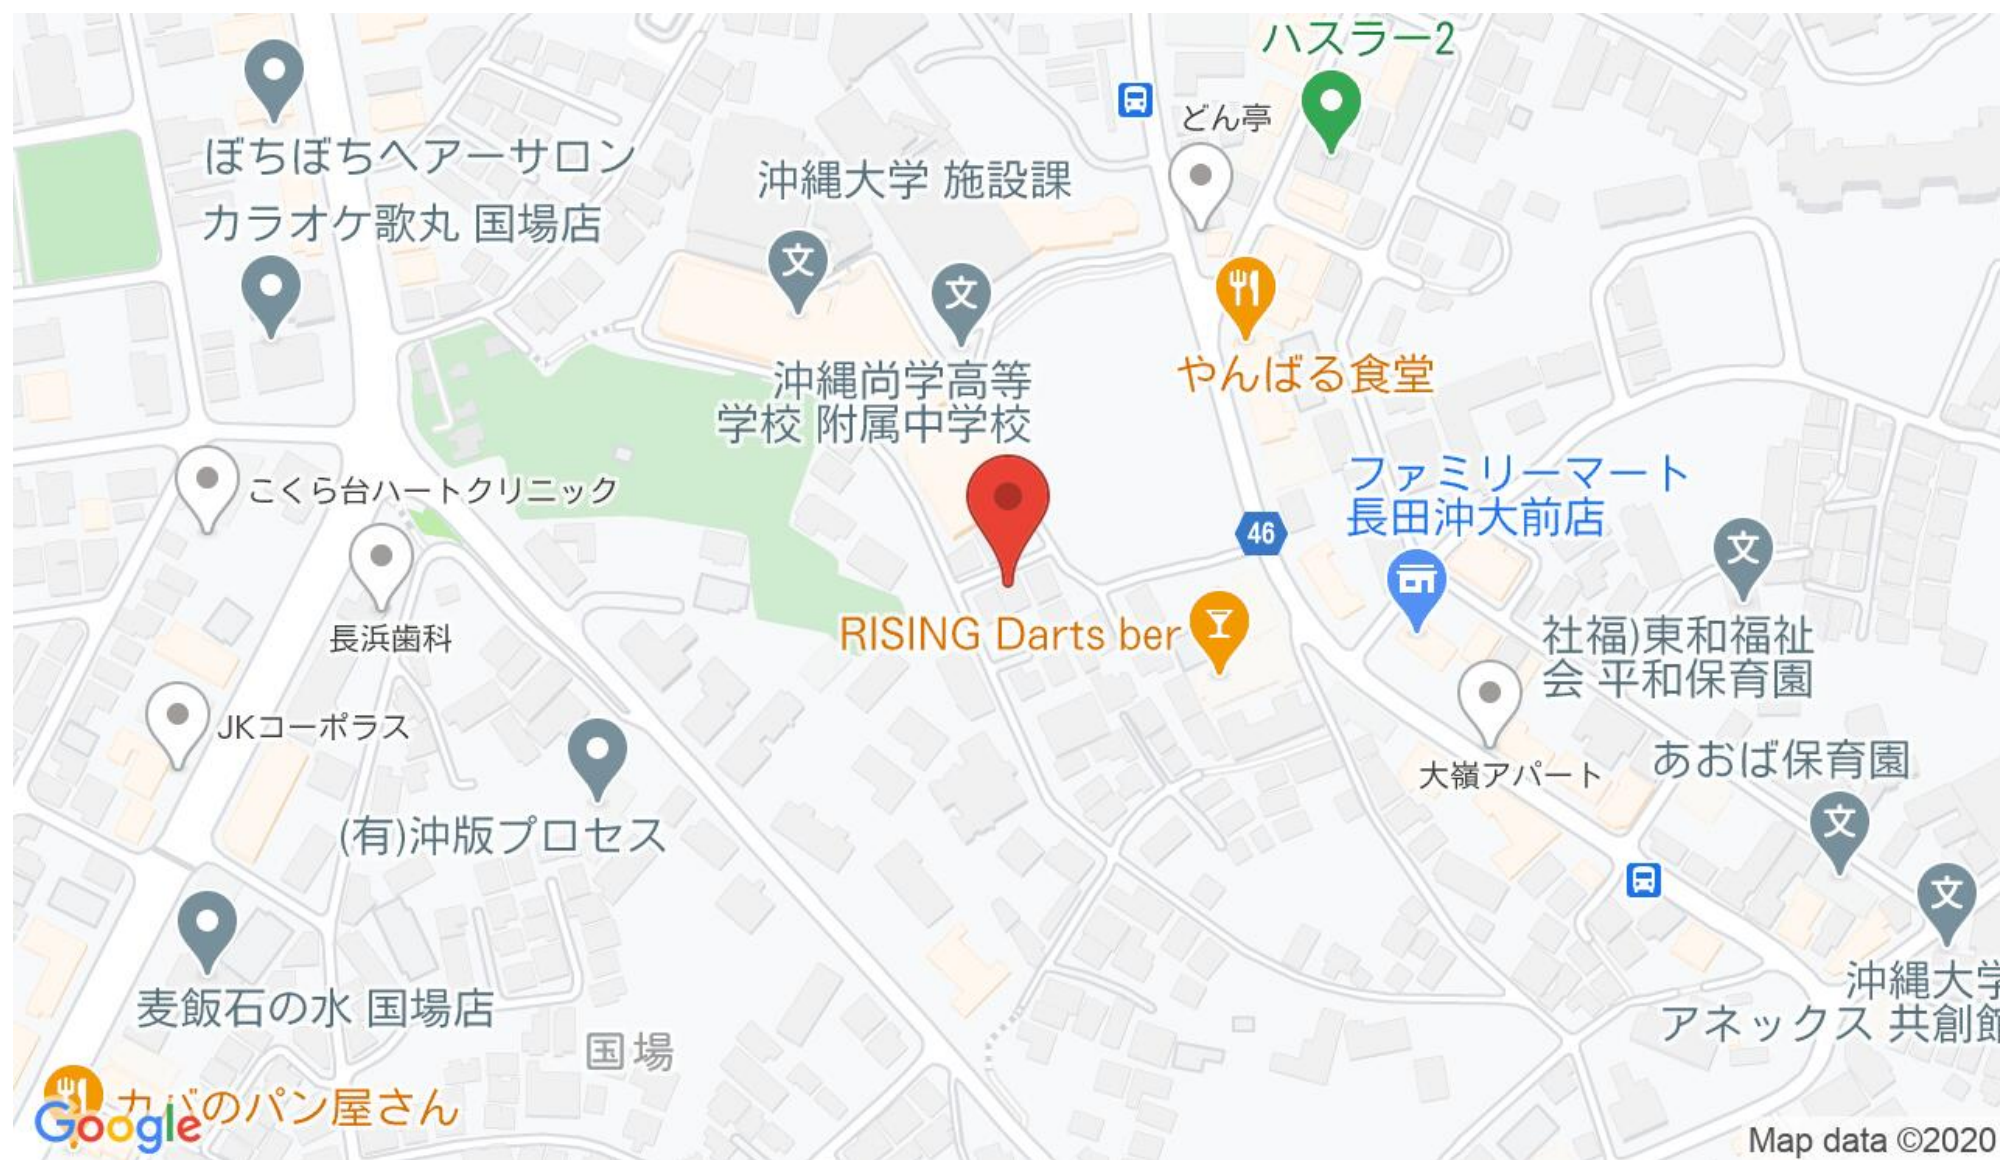 ハスラー2
どん亭
ぼちぼちヘアーサロン
沖縄大学 施設課
カラオケ歌丸 国場店
文
文
沖縄尚学高等
学校 附属中学校
やんばる食堂
こくら台ハートクリニック
ファミリーマート
長田沖大前店
46
文
長浜歯科
RISING Darts ber
社福)東和福祉
会 平和保育園
JKコーポラス
大嶺アパート
あおば保育園
(有)沖版プロセス
文
文
麦飯石の水 国場店
沖縄大学
アネックス 共創館
国場
カバのパン屋さん
Google
Map data ©2020